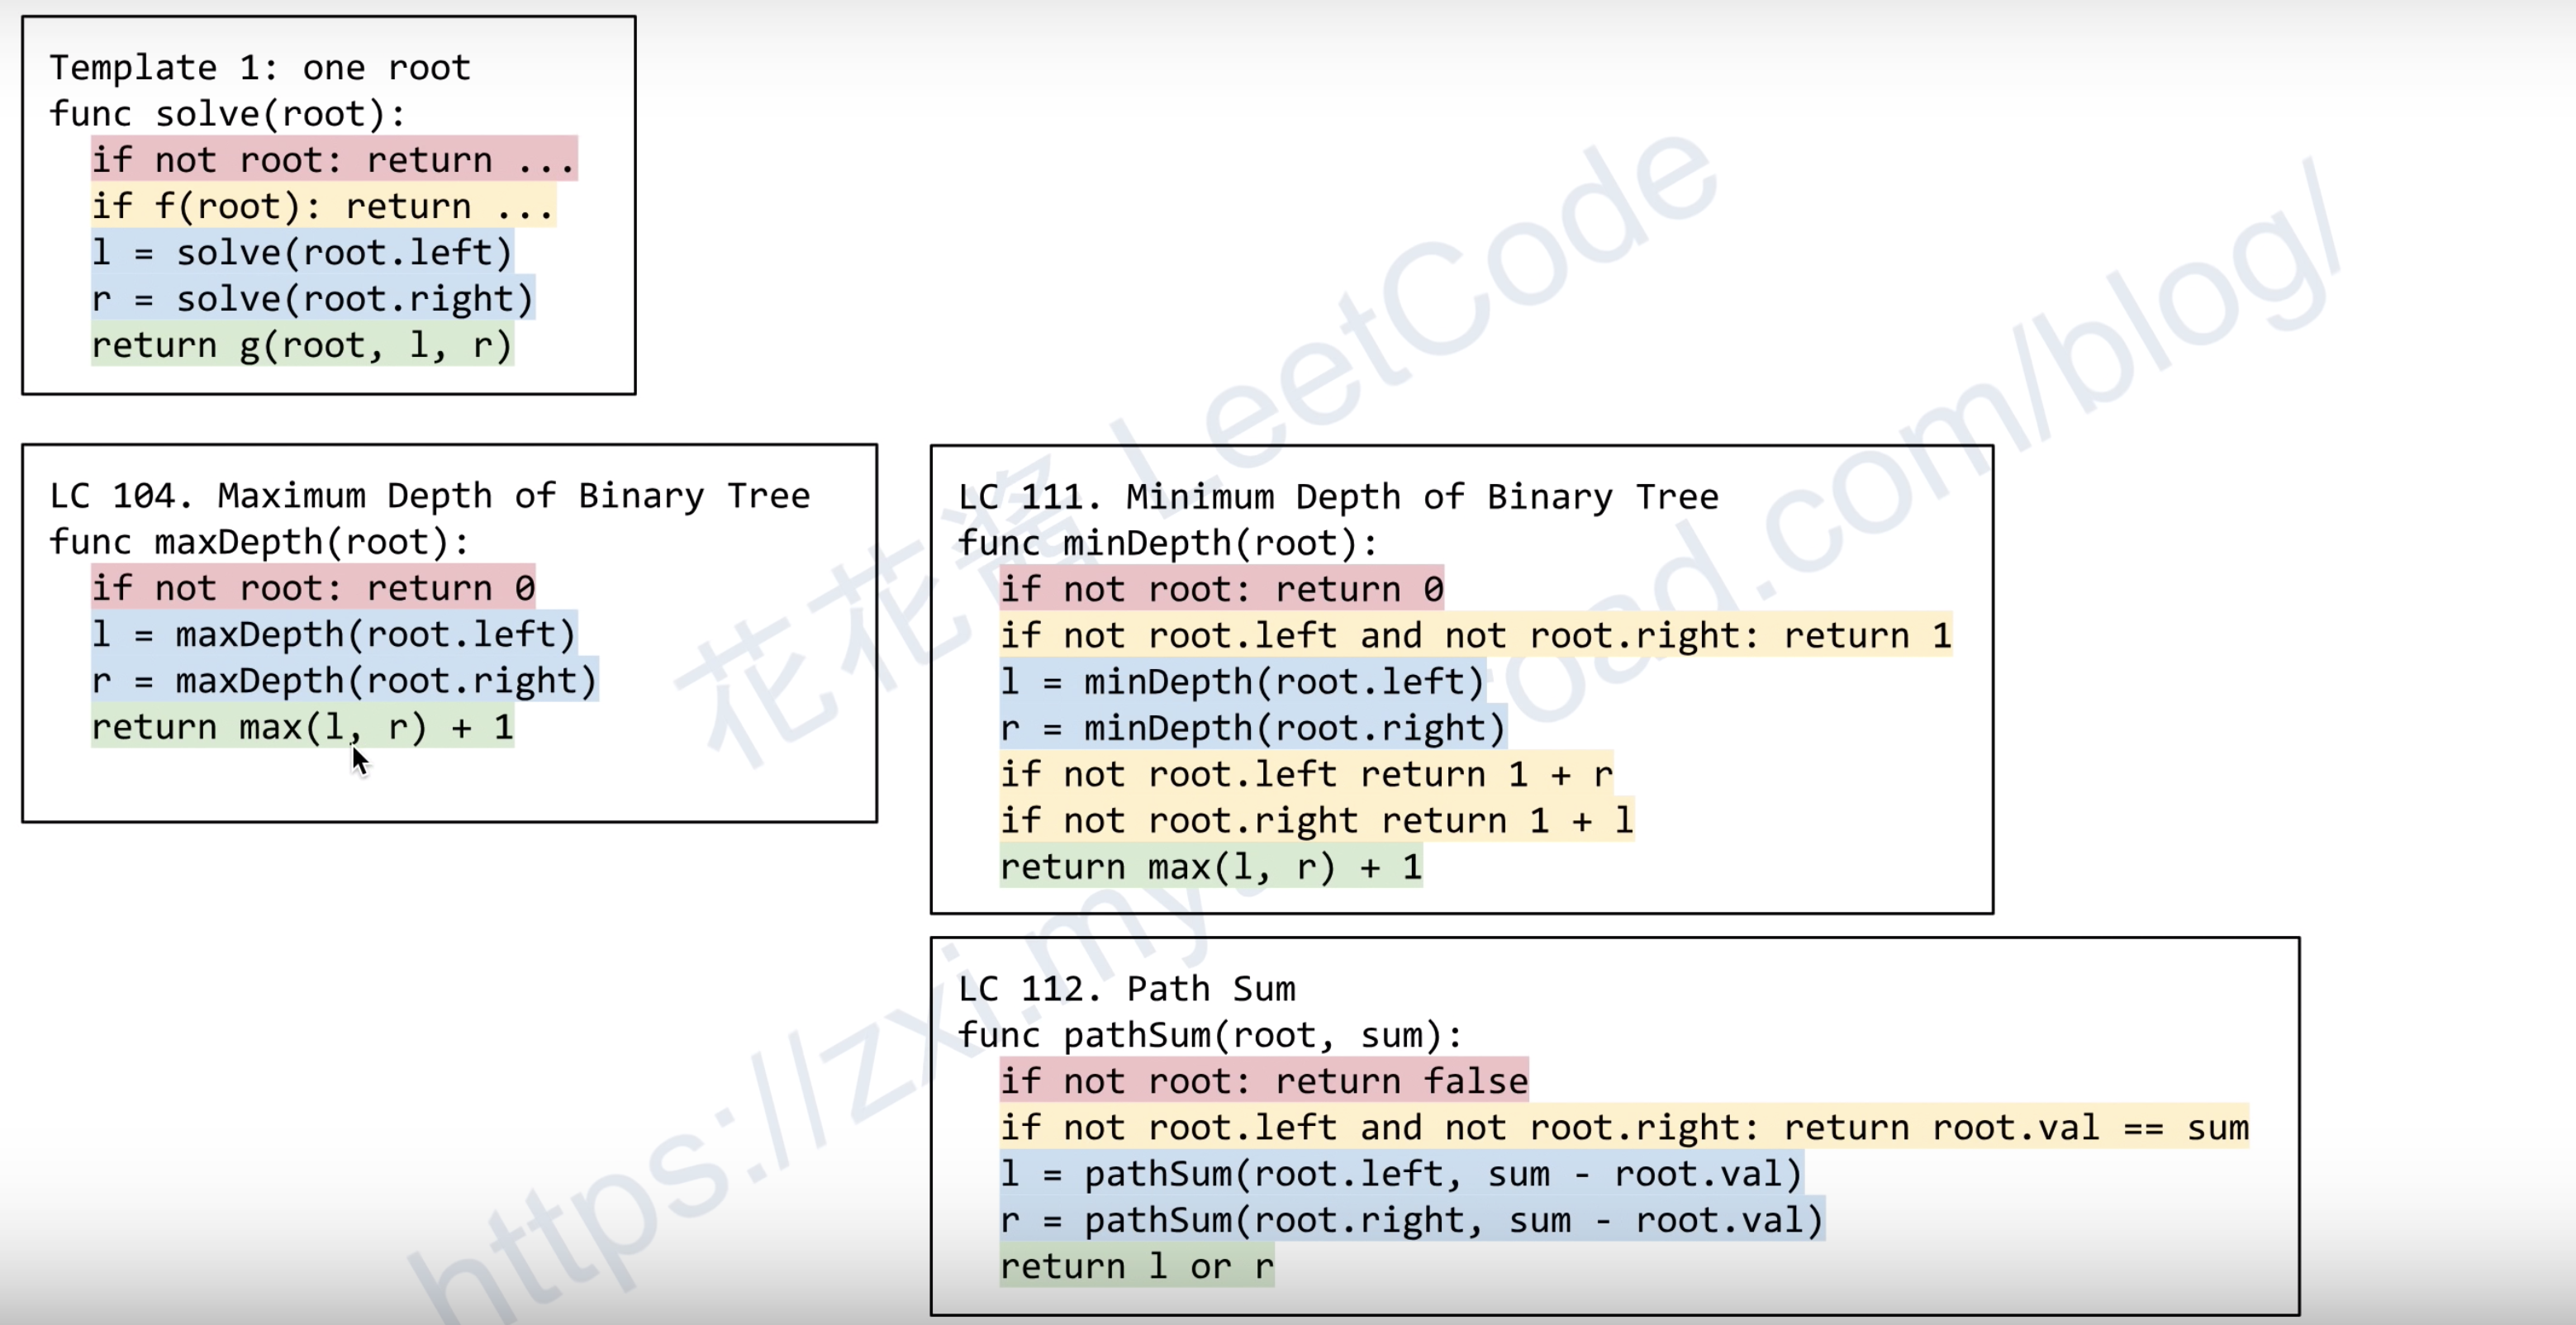 Template 1: one root
func solve(root):
if not root: return ...
if f(root): return ...
l = solve(root.left)
r = solve(root.right)
return g(root, l, r)
LC 104. Maximum Depth of Binary Tree
func maxDepth(root):
if not root: return 0
l = maxDepth(root.left)
r = maxDepth(root.right)
return max(l, r) + 1
LC 111. Minimum Depth of Binary Tree
func minDepth(root):
if not root: return 0
if not root.left and not root.right: return 1
l = minDepth(root.left)
r = minDepth(root.right)
if not root.left return 1 + r
if not root.right return 1 + l
return max(l, r) + 1
LC 112. Path Sum
func pathSum(root, sum):
if not root: return false
if not root.left and not root.right: return root.val == sum
l = pathSum(root.left, sum - root.val)
r = pathSum(root.right, sum - root.val)
return l or r
花花酱 LeetCode
https://zxi.my oad.com/blog/